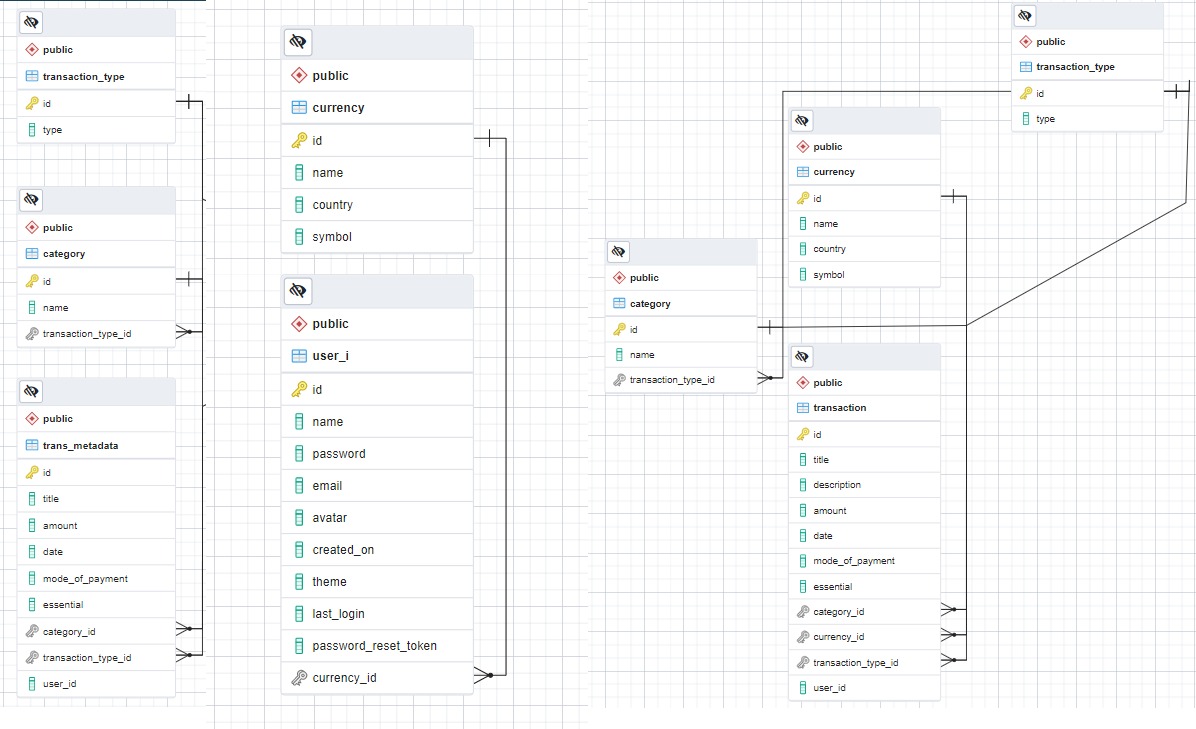 public
transaction_type
id
type
public
category
id
name
transaction_type_id
public
trans_metadata
id
title
amount
date
mode_of_payment
essential
category_id
transaction_type_id
user_id
public
currency
id
name
country
symbol
public
user_i
id
name
password
email
avatar
created_on
theme
last_login
password_reset_token
currency_id
public
category
id
name
transaction_type_id
public
currency
id
name
country
symbol
public
transaction
id
title
description
amount
date
mode_of_payment
essential
category_id
currency_id
transaction_type_id
user_id
public
transaction_type
id
type